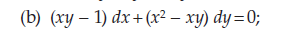 (b) (xy – 1) dx + (x² – xy) dy = 0;